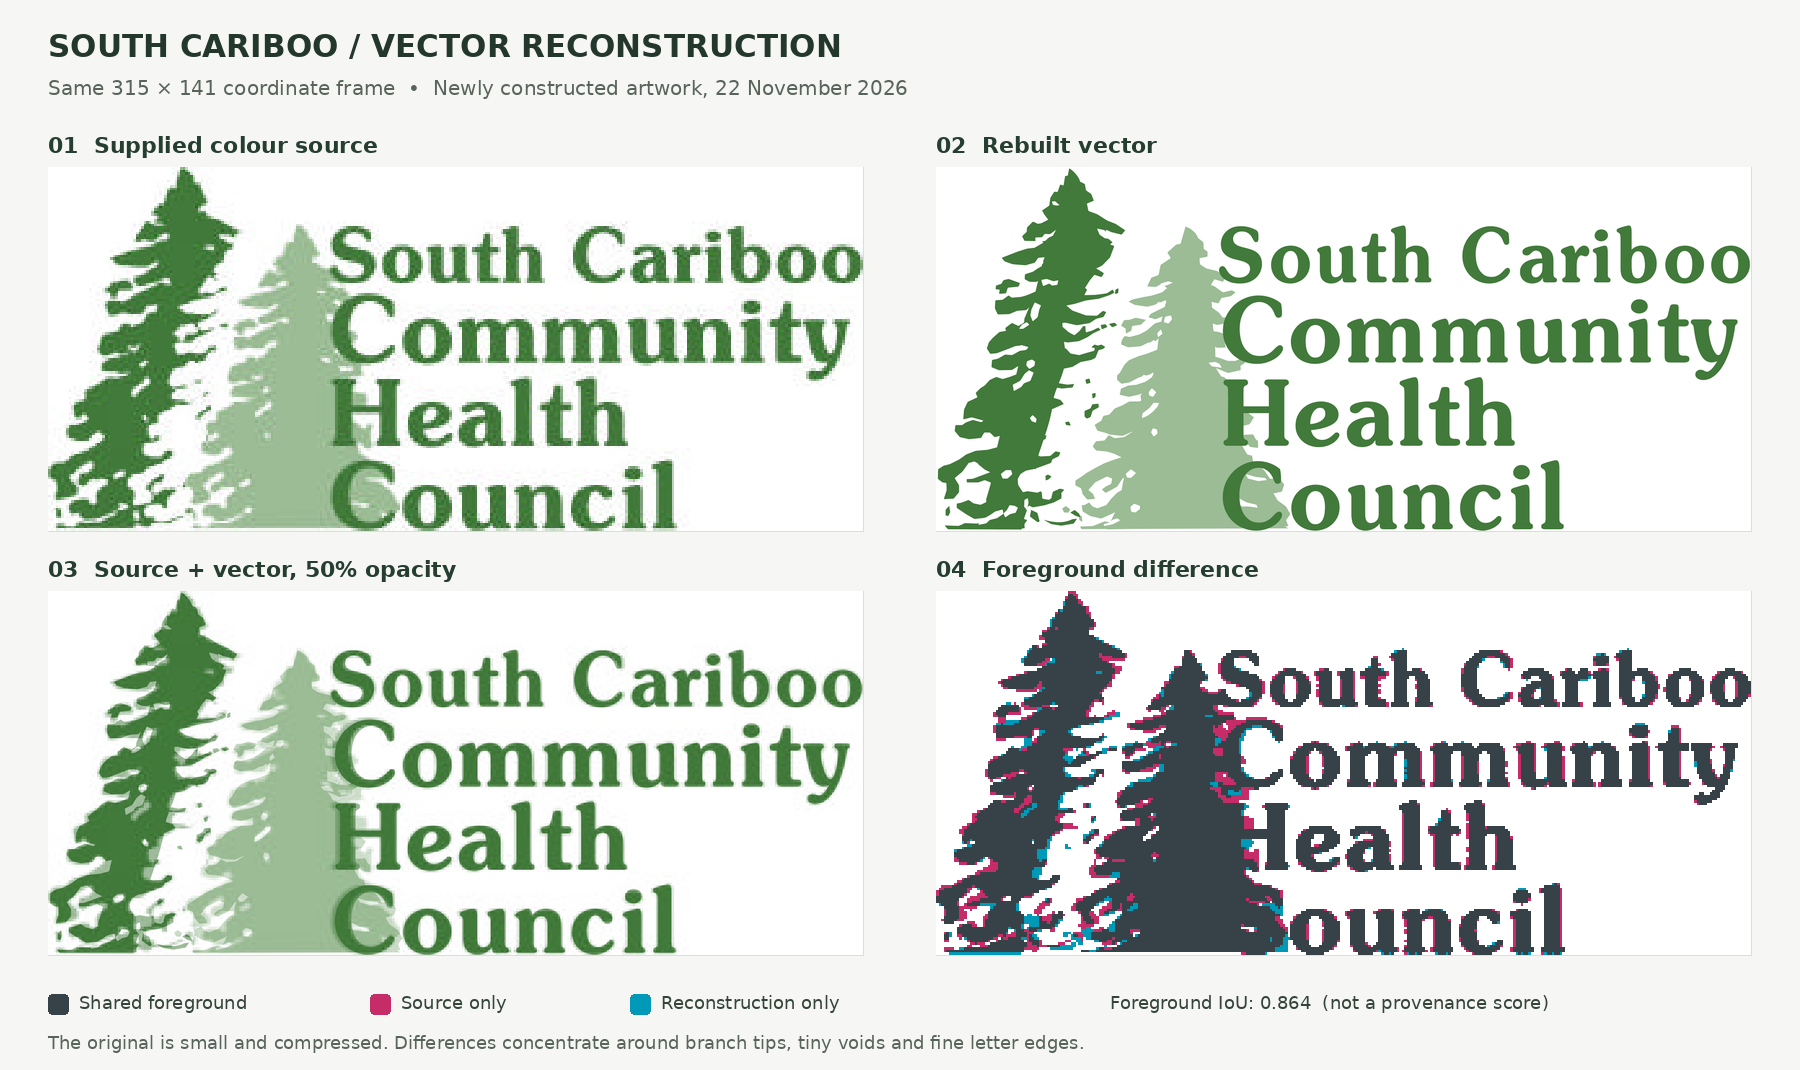 SOUTH CARIBOO / VECTOR RECONSTRUCTION
Same 315 × 141 coordinate frame • Newly constructed artwork, 22 November 2026
01 Supplied colour source
02 Rebuilt vector
South Cariboo
Community
Health
Council
South Cariboo
Community
Health
Council
03 Source + vector, 50% opacity
04 Foreground difference
South Cariboo
Community
Health
Council
South Cariboo
Community
Health
Council
Shared foreground
Source only
Reconstruction only
Foreground IoU: 0.864 (not a provenance score)
The original is small and compressed. Differences concentrate around branch tips, tiny voids and fine letter edges.